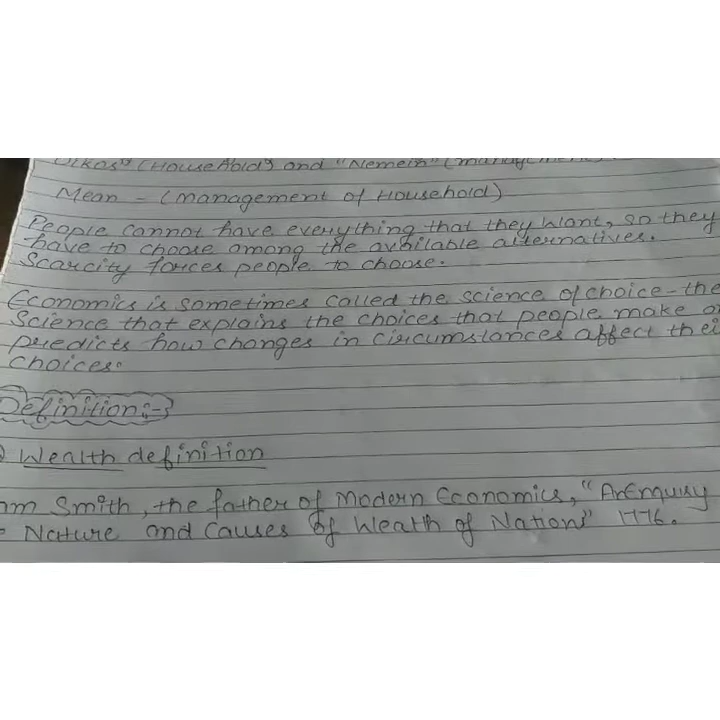 Oikos" (Household) and "Nemein" (management
Mean - (management of Household)
People cannot have everything that they want, so they
have to choose among the available alternatives.
Scarcity forces people to choose.
Economics is sometimes called the science of choice - the
Science that explains the choices that people make
predicts how changes in circumstances affect thei
choices.
Definition:-
Wealth definition
am Smith, the father of Modern Economics, "An Enquiry
Nature and Causes of Wealth of Nations" 1776.